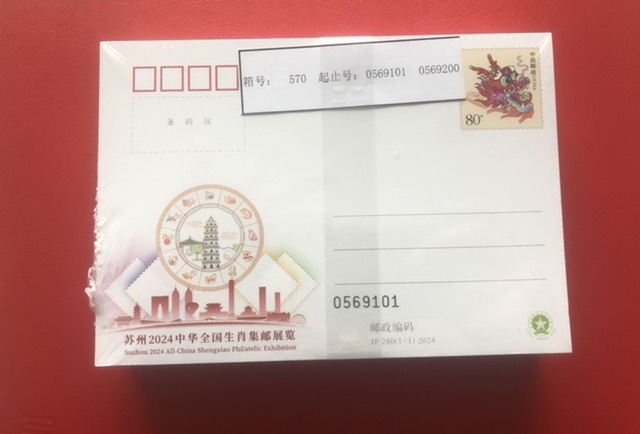 箱号： 570 起止号：0569101 0569200
中国邮政
80分
条 码 区
0569101
苏州2024中华全国生肖集邮展览
Suzhou 2024 All-China Shengxiao Philatelic Exhibition
邮政编码
JP 280(1-1) 2024